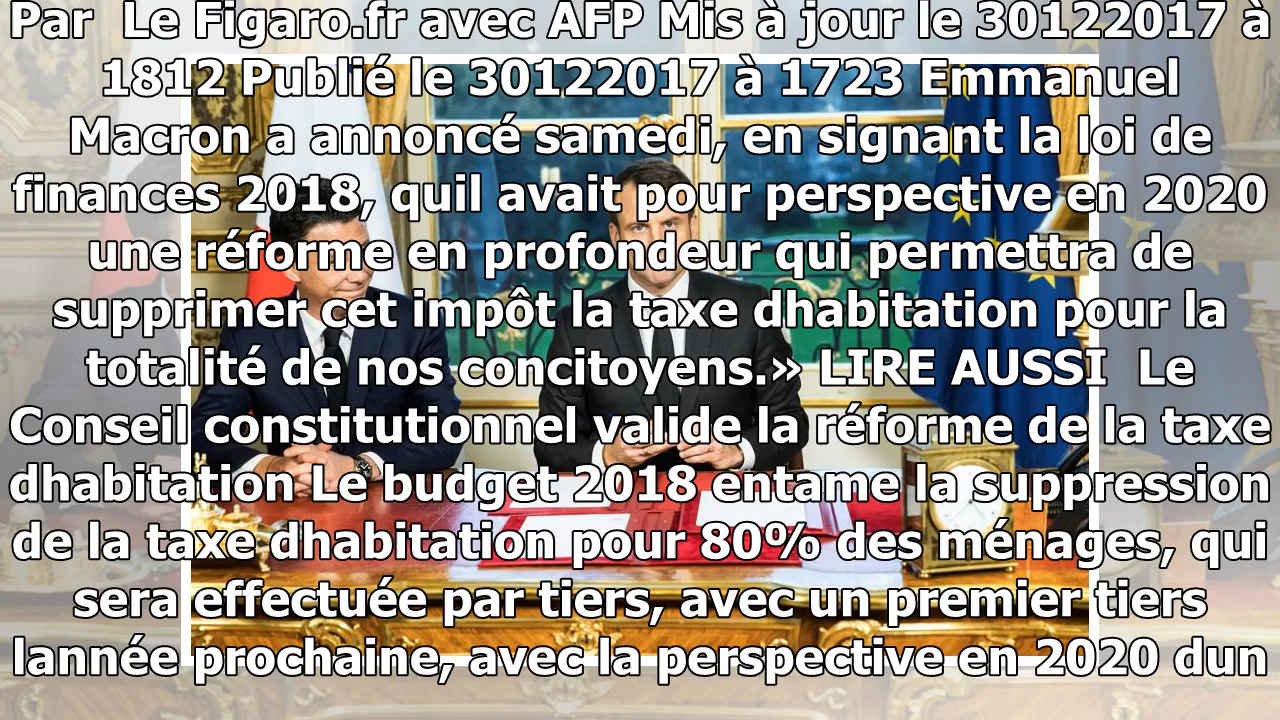 Par  Le Figaro.fr avec AFP Mis à jour le 30122017 à
1812 Publié le 30122017 à 1723 Emmanuel
Macron a annoncé samedi, en signant la loi de
finances 2018, quil avait pour perspective en 2020
une réforme en profondeur qui permettra de
supprimer cet impôt la taxe dhabitation pour la
totalité de nos concitoyens.» LIRE AUSSI  Le
Conseil constitutionnel valide la réforme de la taxe
dhabitation Le budget 2018 entame la suppression
de la taxe dhabitation pour 80% des ménages, qui
sera effectuée par tiers, avec un premier tiers
lannée prochaine, avec la perspective en 2020 dun